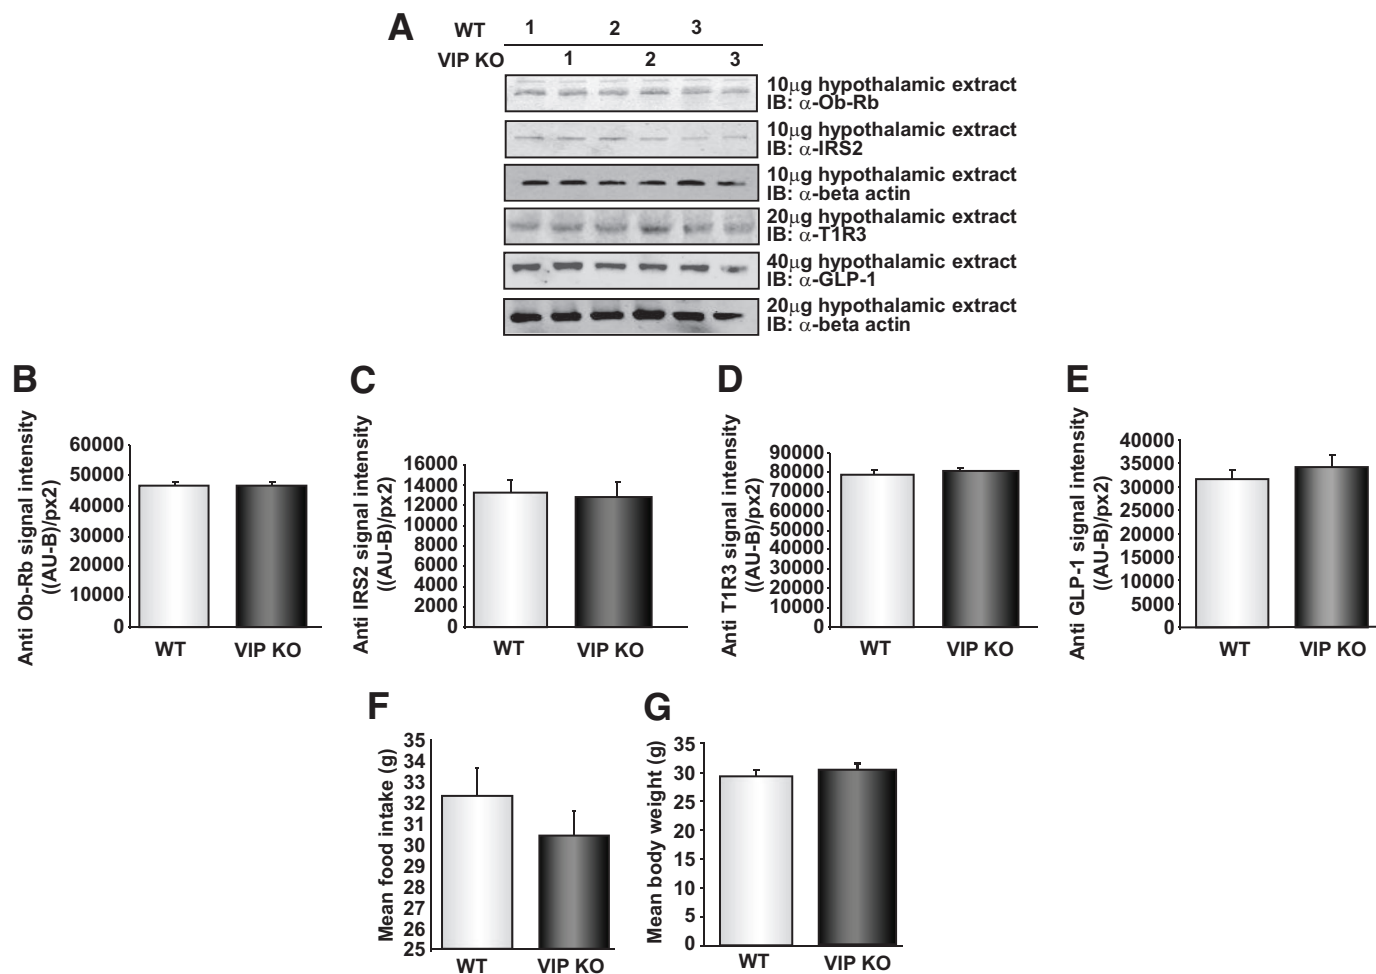 A
WT 1 2 3
VIP KO 1 2 3
10µg hypothalamic extract
IB: α-Ob-Rb
10µg hypothalamic extract
IB: α-IRS2
10µg hypothalamic extract
IB: α-beta actin
20µg hypothalamic extract
IB: α-T1R3
40µg hypothalamic extract
IB: α-GLP-1
20µg hypothalamic extract
IB: α-beta actin
B
Anti Ob-Rb signal intensity
((AU-B)/px2)
60000
50000
40000
30000
20000
10000
0
WT VIP KO
C
Anti IRS2 signal intensity
((AU-B)/px2)
16000
14000
12000
10000
8000
6000
4000
2000
0
WT VIP KO
D
Anti T1R3 signal intensity
((AU-B)/px2)
90000
80000
70000
60000
50000
40000
30000
20000
10000
0
WT VIP KO
E
Anti GLP-1 signal intensity
((AU-B)/px2)
40000
35000
30000
25000
20000
15000
10000
5000
0
WT VIP KO
F
Mean food intake (g)
35
34
33
32
31
30
29
28
27
26
25
WT VIP KO
G
Mean body weight (g)
35
30
25
20
15
10
5
0
WT VIP KO